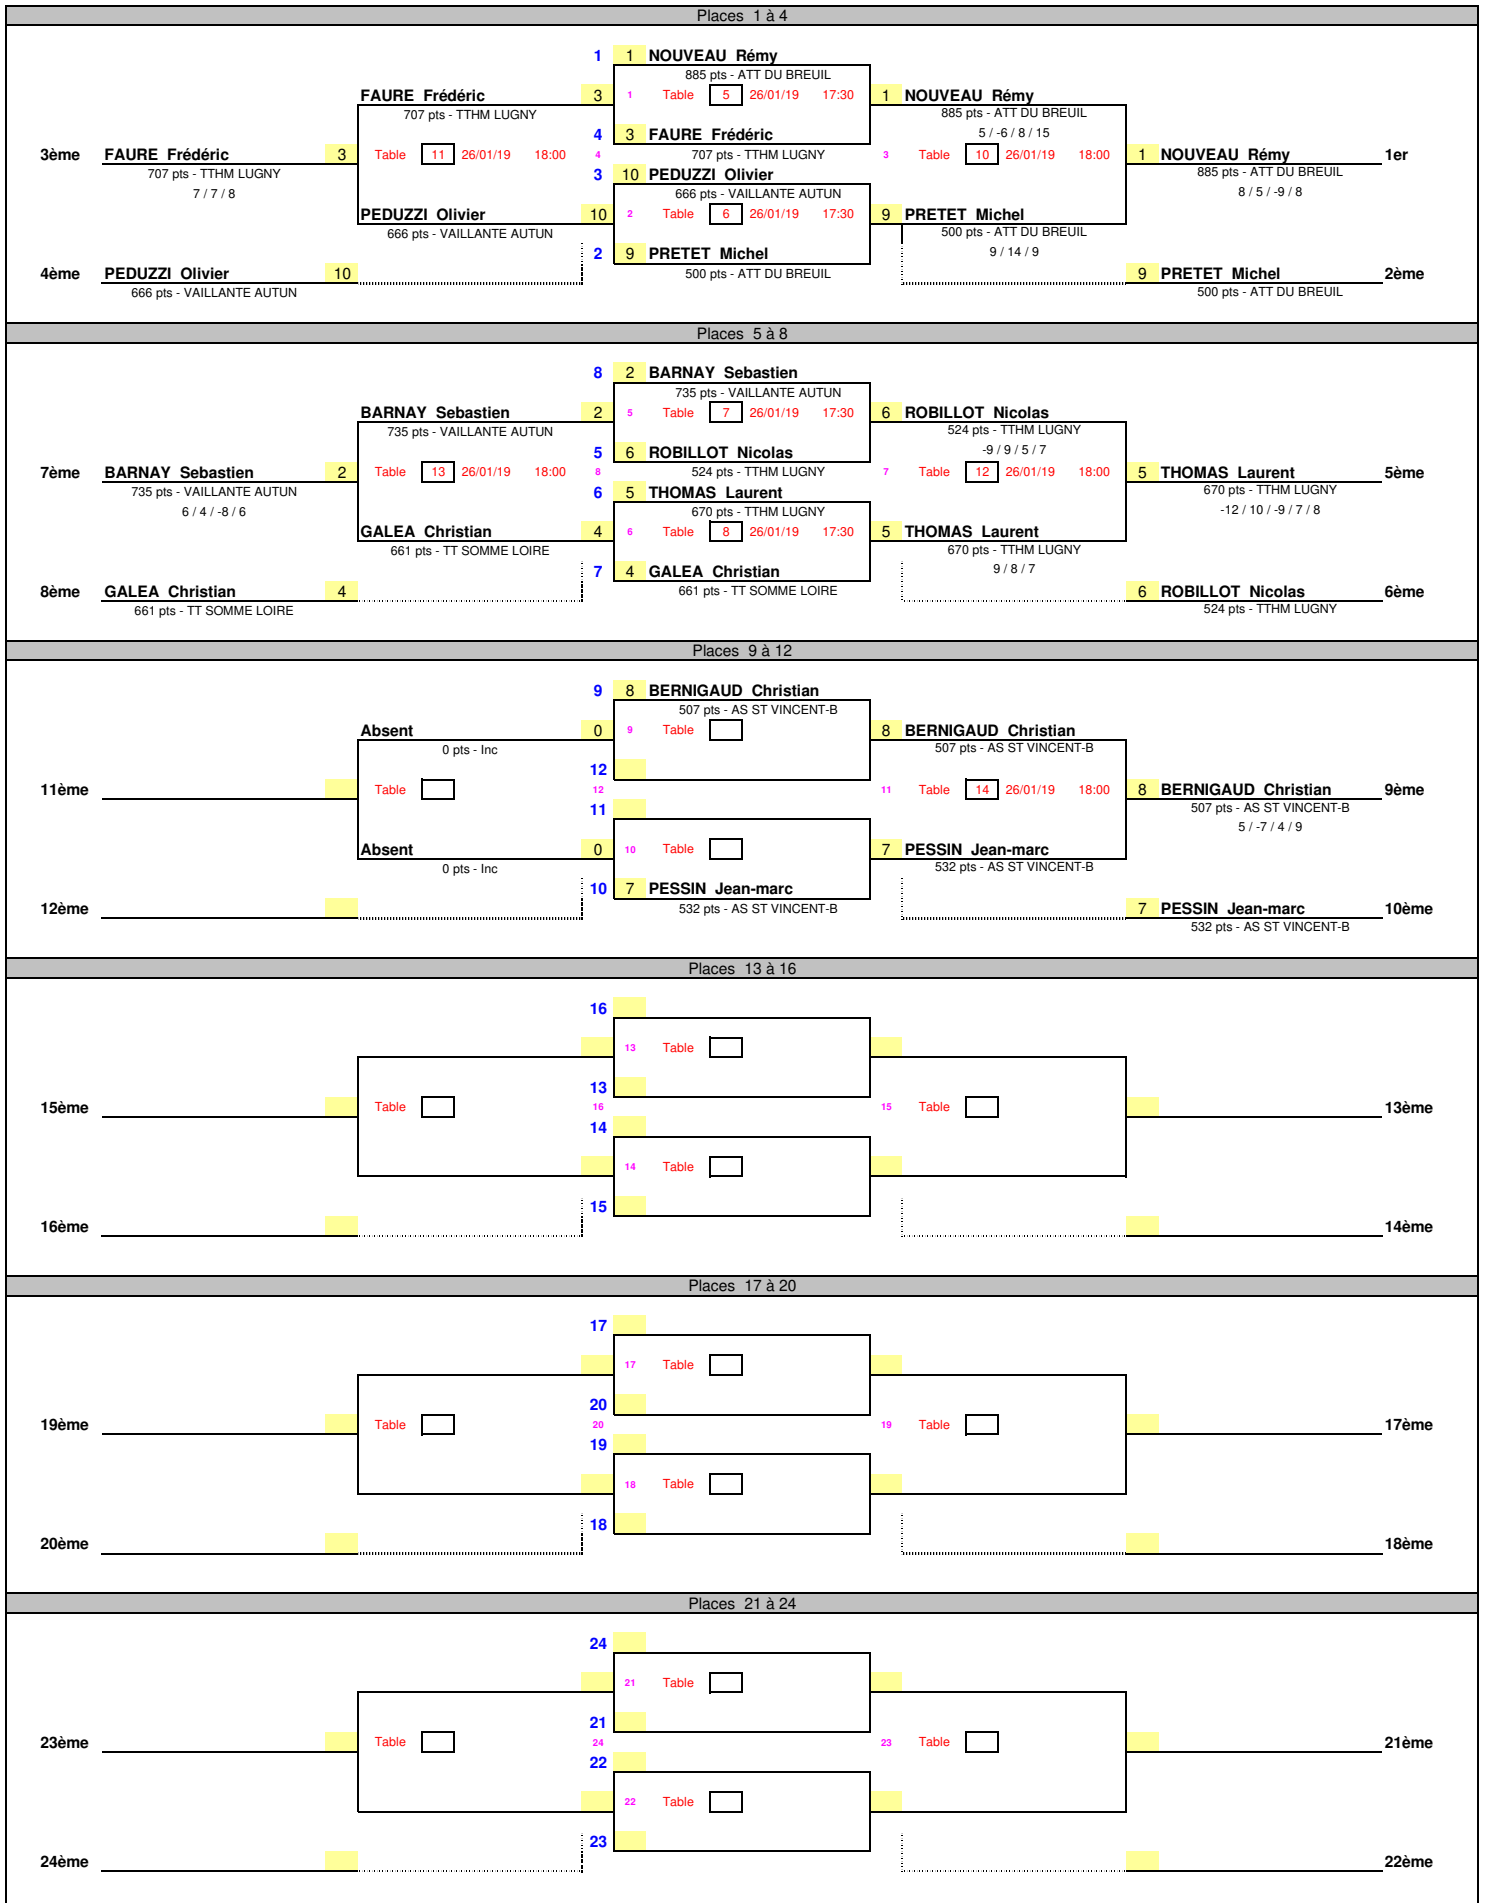 Places 1 à 4
1 1 NOUVEAU Rémy
885 pts - ATT DU BREUIL
FAURE Frédéric 3 1 Table 5 26/01/19 17:30 1 NOUVEAU Rémy
707 pts - TTHM LUGNY 885 pts - ATT DU BREUIL
4 3 FAURE Frédéric 5 / -6 / 8 / 15
3ème FAURE Frédéric 3 Table 11 26/01/19 18:00 4 707 pts - TTHM LUGNY 3 Table 10 26/01/19 18:00 1 NOUVEAU Rémy 1er
707 pts - TTHM LUGNY 3 10 PEDUZZI Olivier 885 pts - ATT DU BREUIL
7 / 7 / 8 666 pts - VAILLANTE AUTUN 8 / 5 / -9 / 8
PEDUZZI Olivier 10 2 Table 6 26/01/19 17:30 9 PRETET Michel
666 pts - VAILLANTE AUTUN 500 pts - ATT DU BREUIL
2 9 PRETET Michel 9 / 14 / 9
4ème PEDUZZI Olivier 10 500 pts - ATT DU BREUIL 9 PRETET Michel 2ème
666 pts - VAILLANTE AUTUN 500 pts - ATT DU BREUIL
Places 5 à 8
8 2 BARNAY Sebastien
735 pts - VAILLANTE AUTUN
BARNAY Sebastien 2 5 Table 7 26/01/19 17:30 6 ROBILLOT Nicolas
735 pts - VAILLANTE AUTUN 524 pts - TTHM LUGNY
5 6 ROBILLOT Nicolas -9 / 9 / 5 / 7
7ème BARNAY Sebastien 2 Table 13 26/01/19 18:00 8 524 pts - TTHM LUGNY 7 Table 12 26/01/19 18:00 5 THOMAS Laurent 5ème
735 pts - VAILLANTE AUTUN 6 5 THOMAS Laurent 670 pts - TTHM LUGNY
6 / 4 / -8 / 6 670 pts - TTHM LUGNY -12 / 10 / -9 / 7 / 8
GALEA Christian 4 6 Table 8 26/01/19 17:30 5 THOMAS Laurent
661 pts - TT SOMME LOIRE 670 pts - TTHM LUGNY
7 4 GALEA Christian 9 / 8 / 7
8ème GALEA Christian 4 661 pts - TT SOMME LOIRE 6 ROBILLOT Nicolas 6ème
661 pts - TT SOMME LOIRE 524 pts - TTHM LUGNY
Places 9 à 12
9 8 BERNIGAUD Christian
507 pts - AS ST VINCENT-B
Absent 0 9 Table 8 BERNIGAUD Christian
0 pts - Inc 507 pts - AS ST VINCENT-B
12
11ème Table 12 11 Table 14 26/01/19 18:00 8 BERNIGAUD Christian 9ème
11 507 pts - AS ST VINCENT-B
5 / -7 / 4 / 9
Absent 0 10 Table 7 PESSIN Jean-marc
0 pts - Inc 532 pts - AS ST VINCENT-B
10 7 PESSIN Jean-marc
12ème 532 pts - AS ST VINCENT-B 7 PESSIN Jean-marc 10ème
532 pts - AS ST VINCENT-B
Places 13 à 16
16
13 Table
13
15ème Table 16 15 Table 13ème
14
14 Table
15
16ème 14ème
Places 17 à 20
17
17 Table
20
19ème Table 20 19 Table 17ème
19
18 Table
18
20ème 18ème
Places 21 à 24
24
21 Table
21
23ème Table 24 23 Table 21ème
22
22 Table
23
24ème 22ème